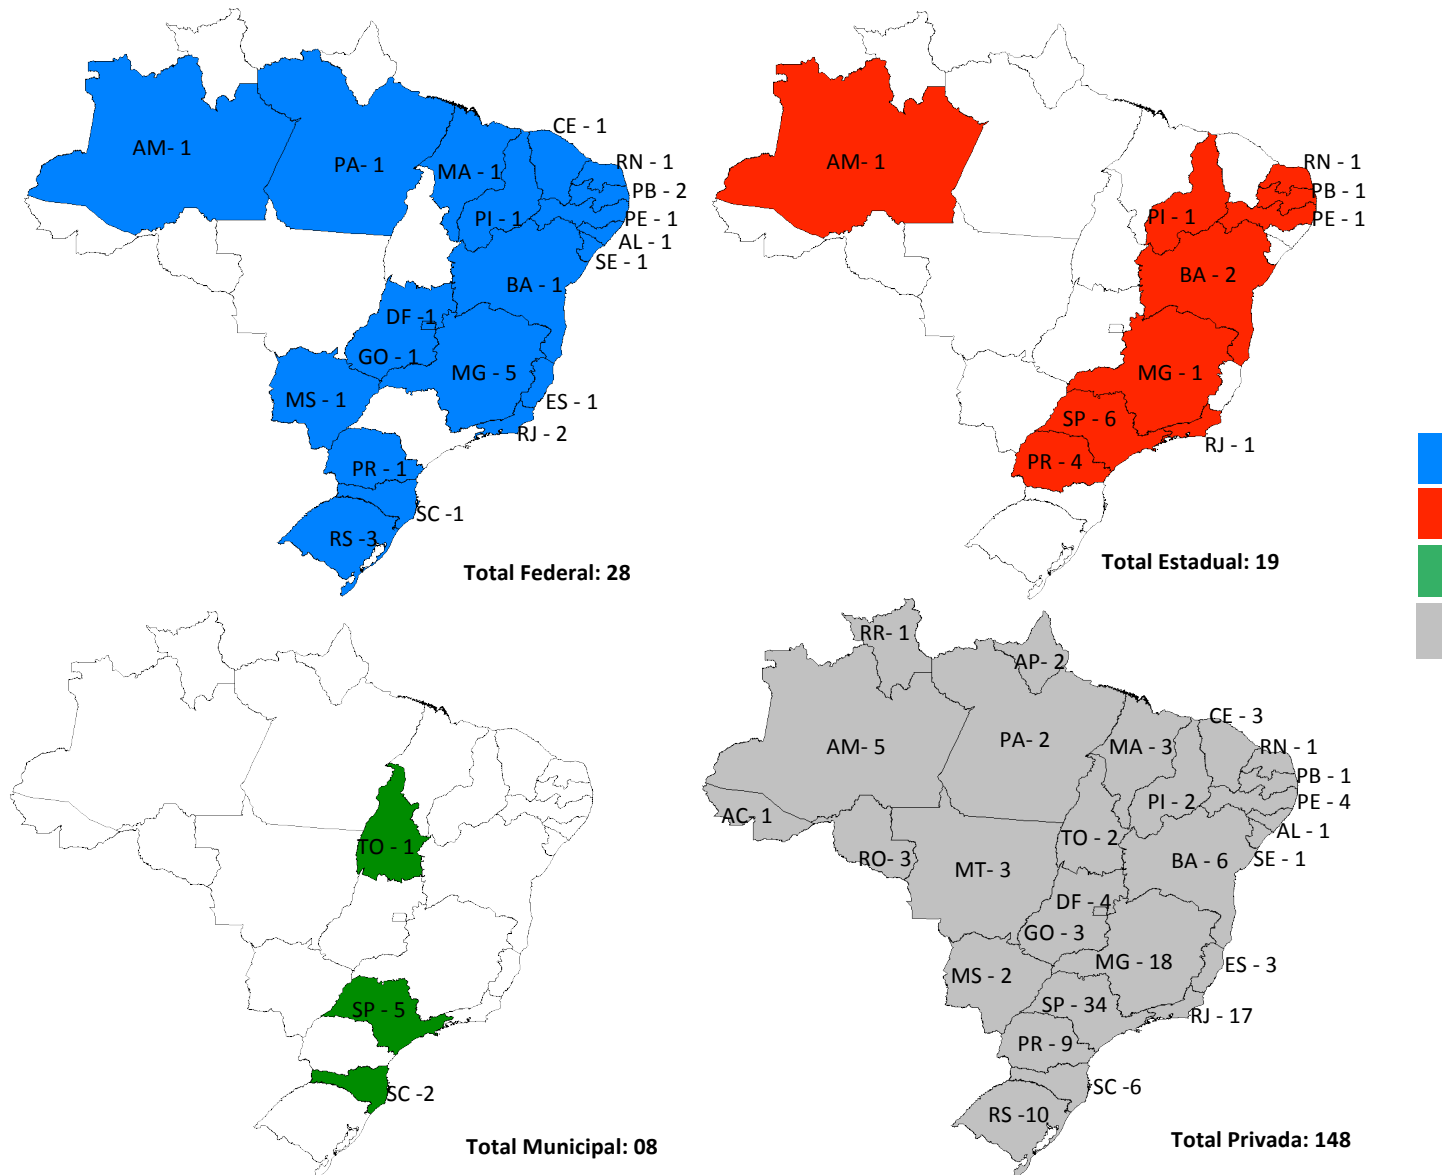 CE - 1
AM- 1
PA- 1
MA - 1
RN - 1
PB - 2
PI - 1
PE - 1
AL - 1
SE - 1
BA - 1
DF -1
GO - 1
MG - 5
MS - 1
ES - 1
RJ - 2
PR - 1
SC -1
RS -3
Total Federal: 28
AM- 1
RN - 1
PB - 1
PI - 1
PE - 1
BA - 2
MG - 1
SP - 6
RJ - 1
PR - 4
Total Estadual: 19
TO - 1
SP - 5
SC -2
Total Municipal: 08
RR- 1
AP- 2
CE - 3
AM- 5
PA- 2
MA - 3
RN - 1
PB - 1
PI - 2
PE - 4
AC- 1
TO - 2
AL - 1
RO- 3
MT- 3
BA - 6
SE - 1
DF - 4
GO - 3
MG - 18
ES - 3
MS - 2
SP - 34
RJ - 17
PR - 9
SC -6
RS -10
Total Privada: 148